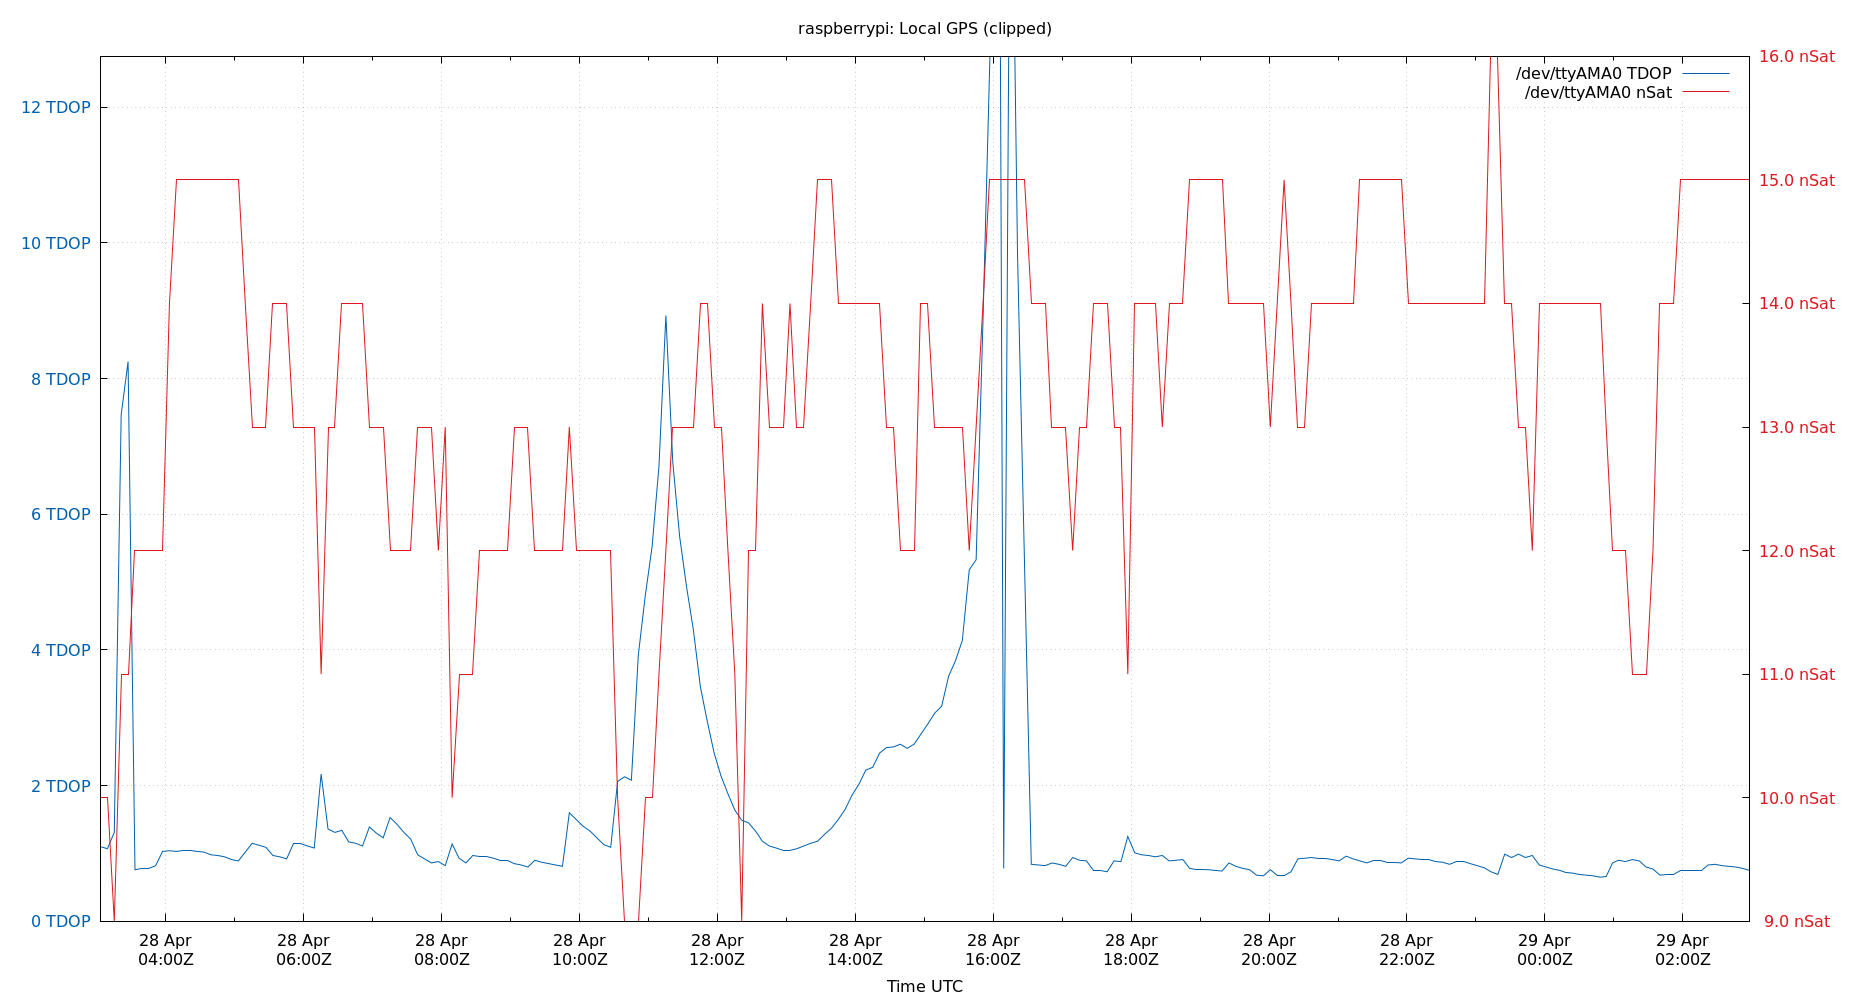 raspberrypi: Local GPS (clipped)
/dev/ttyAMA0 TDOP
/dev/ttyAMA0 nSat
12 TDOP
10 TDOP
8 TDOP
6 TDOP
4 TDOP
2 TDOP
0 TDOP
16.0 nSat
15.0 nSat
14.0 nSat
13.0 nSat
12.0 nSat
11.0 nSat
10.0 nSat
9.0 nSat
28 Apr
04:00Z
28 Apr
06:00Z
28 Apr
08:00Z
28 Apr
10:00Z
28 Apr
12:00Z
28 Apr
14:00Z
28 Apr
16:00Z
28 Apr
18:00Z
28 Apr
20:00Z
28 Apr
22:00Z
29 Apr
00:00Z
29 Apr
02:00Z
Time UTC